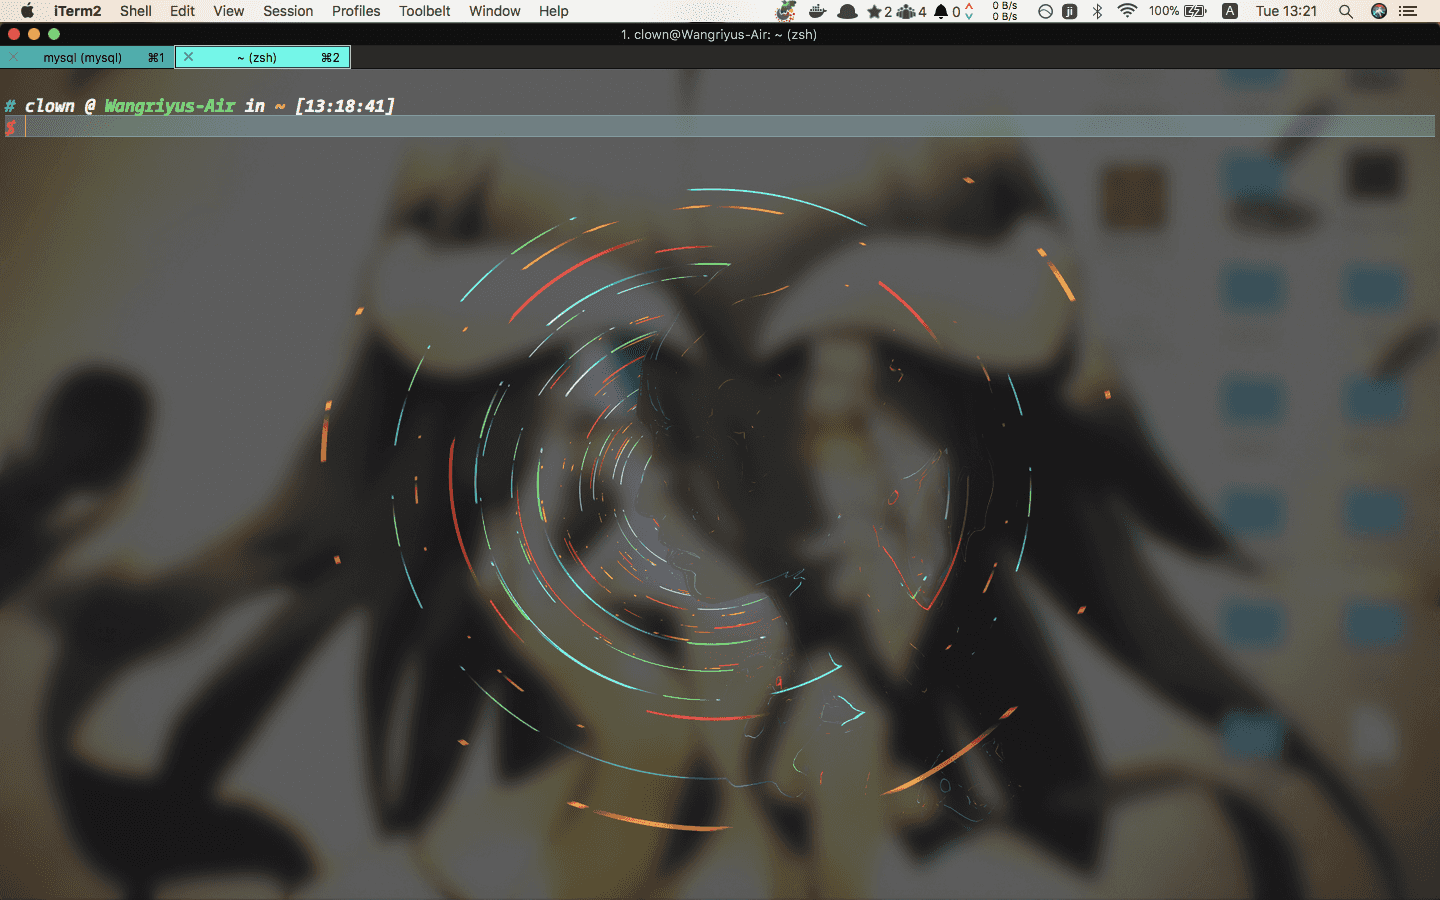 iTerm2 Shell Edit View Session Profiles Toolbelt Window Help 2 4 0 0 B/s 0 B/s ji 100% A Tue 13:21
1. clown@Wangriyus-Air: ~ (zsh)
mysql (mysql) ⌘1 ~ (zsh) ⌘2
# clown @ Wangriyus-Air in ~ [13:18:41]
$